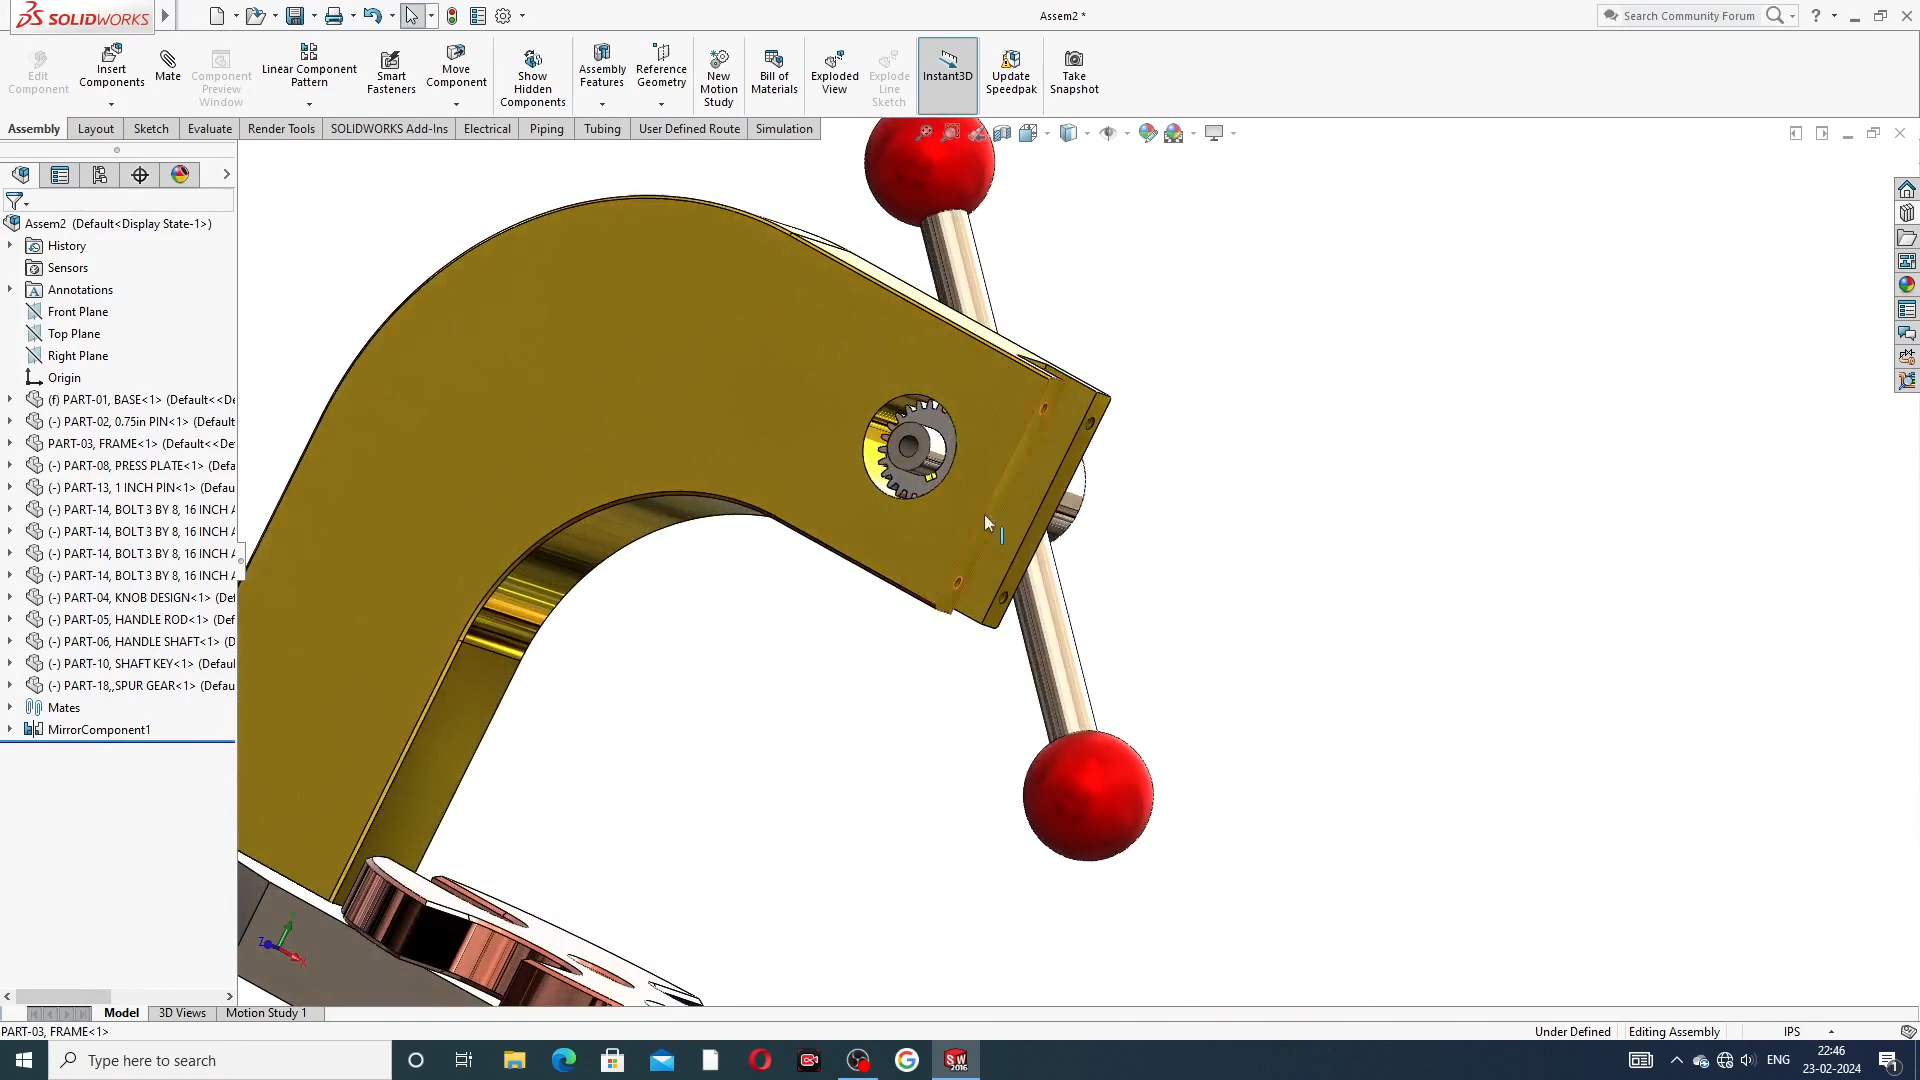 SOLIDWORKS
Assem2 *
Search Community Forum
Edit Component
Insert Components
Mate
Component Preview Window
Linear Component Pattern
Smart Fasteners
Move Component
Show Hidden Components
Assembly Features
Reference Geometry
New Motion Study
Bill of Materials
Exploded View
Explode Line Sketch
Instant3D
Update Speedpak
Take Snapshot
Assembly
Layout
Sketch
Evaluate
Render Tools
SOLIDWORKS Add-Ins
Electrical
Piping
Tubing
User Defined Route
Simulation
Assem2 (Default<Display State-1>)
History
Sensors
Annotations
Front Plane
Top Plane
Right Plane
Origin
(f) PART-01, BASE<1> (Default<<De
(-) PART-02, 0.75in PIN<1> (Default
PART-03, FRAME<1> (Default<<De
(-) PART-08, PRESS PLATE<1> (Defa
(-) PART-13, 1 INCH PIN<1> (Defau
(-) PART-14, BOLT 3 BY 8, 16 INCH A
(-) PART-14, BOLT 3 BY 8, 16 INCH A
(-) PART-14, BOLT 3 BY 8, 16 INCH A
(-) PART-14, BOLT 3 BY 8, 16 INCH A
(-) PART-04, KNOB DESIGN<1> (Def
(-) PART-05, HANDLE ROD<1> (Def
(-) PART-06, HANDLE SHAFT<1> (D
(-) PART-10, SHAFT KEY<1> (Defau
(-) PART-18,,SPUR GEAR<1> (Defau
Mates
MirrorComponent1
Model
3D Views
Motion Study 1
PART-03, FRAME<1>
Under Defined
Editing Assembly
IPS
Type here to search
ENG
22:46
23-02-2024